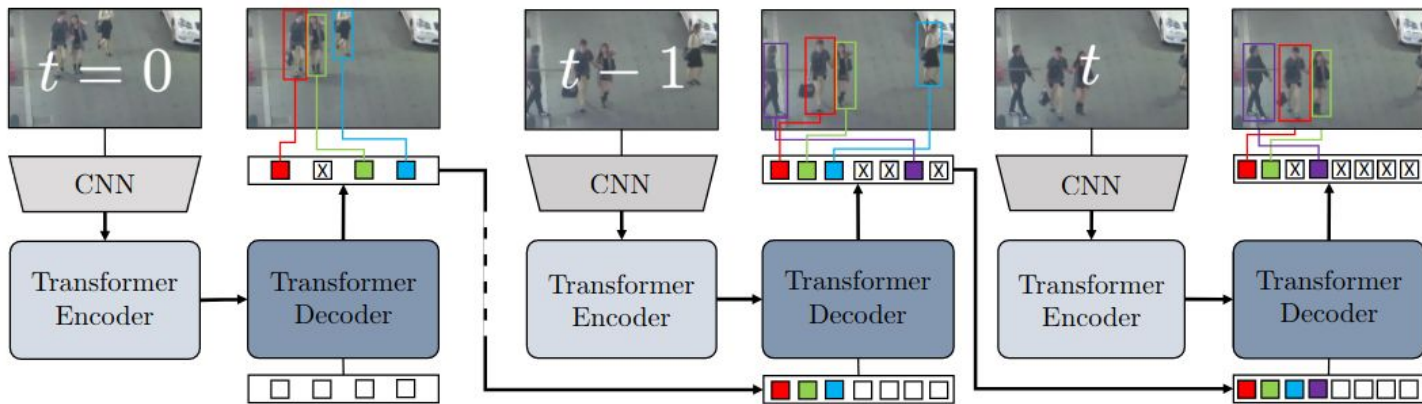 t = 0
t − 1
t
CNN
X
CNN
X X X
CNN
X X X X X
Transformer
Encoder
Transformer
Decoder
Transformer
Encoder
Transformer
Decoder
Transformer
Encoder
Transformer
Decoder